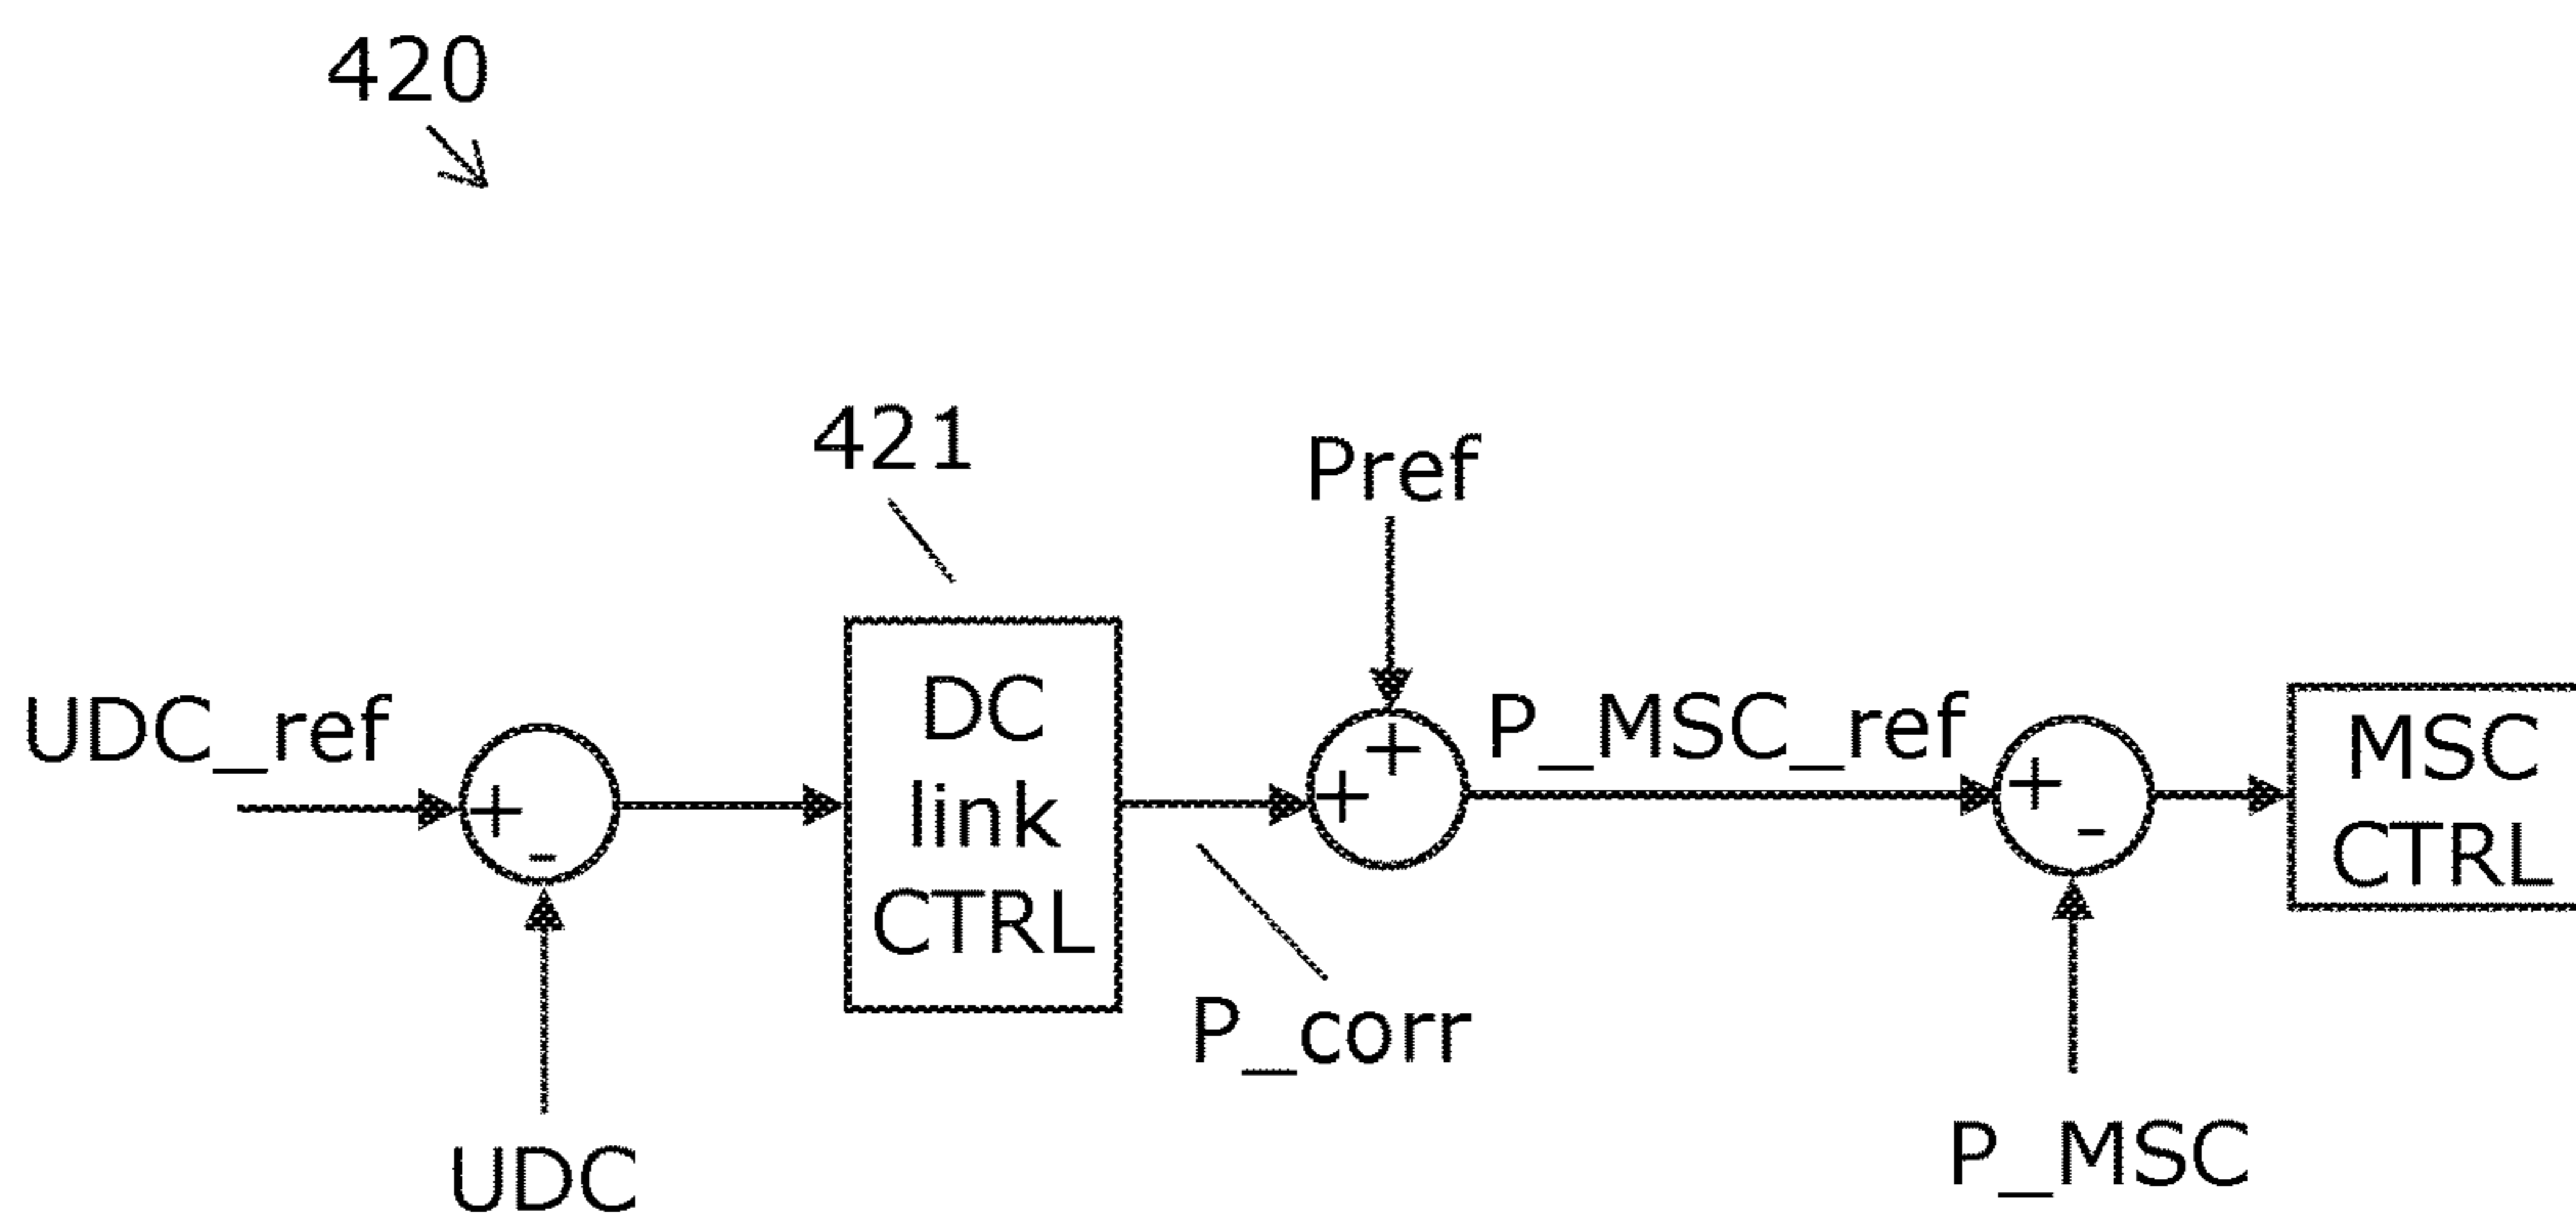 420
421
Pref
UDC_ref
+
-
DC
link
CTRL
+
+
P_MSC_ref
+
-
MSC
CTRL
P_corr
UDC
P_MSC